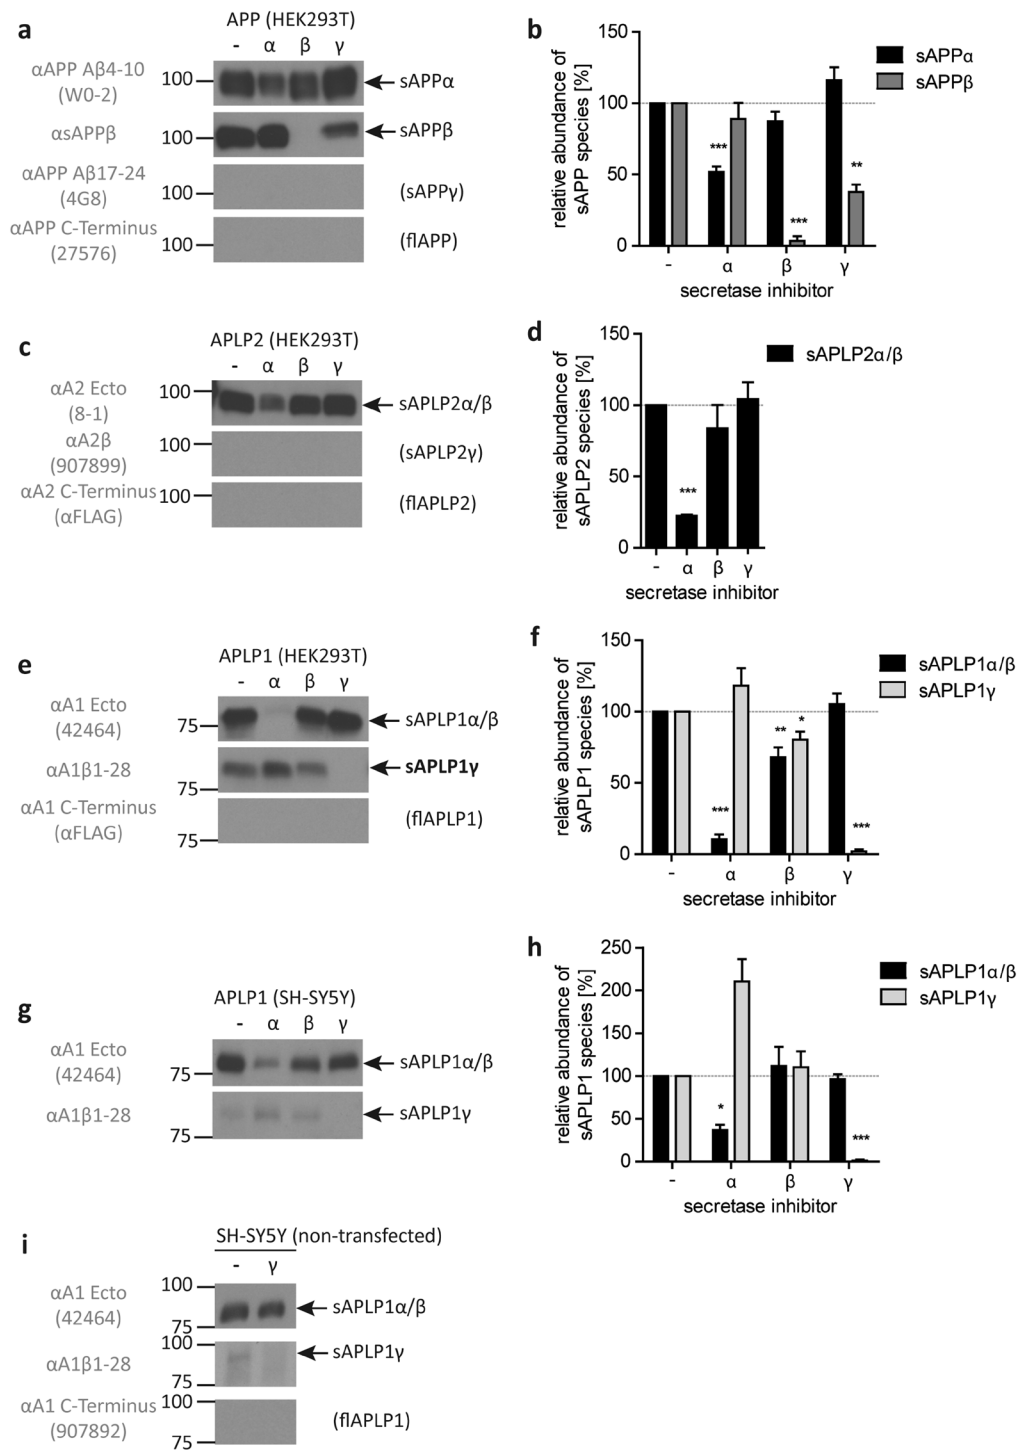 a
APP (HEK293T)
- α β γ
αAPP Aβ4-10
(W0-2)
100
sAPPα
αsAPPβ
100
sAPPβ
αAPP Aβ17-24
(4G8)
100
(sAPPγ)
αAPP C-Terminus
(27576)
100
(flAPP)
b
relative abundance of
sAPP species [%]
150
100
50
0
***
***
**
- α β γ
secretase inhibitor
sAPPα
sAPPβ
c
APLP2 (HEK293T)
- α β γ
αA2 Ecto
(8-1)
100
sAPLP2α/β
αA2β
(907899)
100
(sAPLP2γ)
αA2 C-Terminus
(αFLAG)
100
(flAPLP2)
d
relative abundance of
sAPLP2 species [%]
150
100
50
0
***
- α β γ
secretase inhibitor
sAPLP2α/β
e
APLP1 (HEK293T)
- α β γ
αA1 Ecto
(42464)
75
sAPLP1α/β
αA1β1-28
75
sAPLP1γ
αA1 C-Terminus
(αFLAG)
75
(flAPLP1)
f
relative abundance of
sAPLP1 species [%]
150
100
50
0
***
**
*
***
- α β γ
secretase inhibitor
sAPLP1α/β
sAPLP1γ
g
APLP1 (SH-SY5Y)
- α β γ
αA1 Ecto
(42464)
75
sAPLP1α/β
αA1β1-28
75
sAPLP1γ
h
relative abundance of
sAPLP1 species [%]
250
200
150
100
50
0
*
***
- α β γ
secretase inhibitor
sAPLP1α/β
sAPLP1γ
i
SH-SY5Y (non-transfected)
- γ
αA1 Ecto
(42464)
100
75
sAPLP1α/β
αA1β1-28
100
75
sAPLP1γ
αA1 C-Terminus
(907892)
100
75
(flAPLP1)